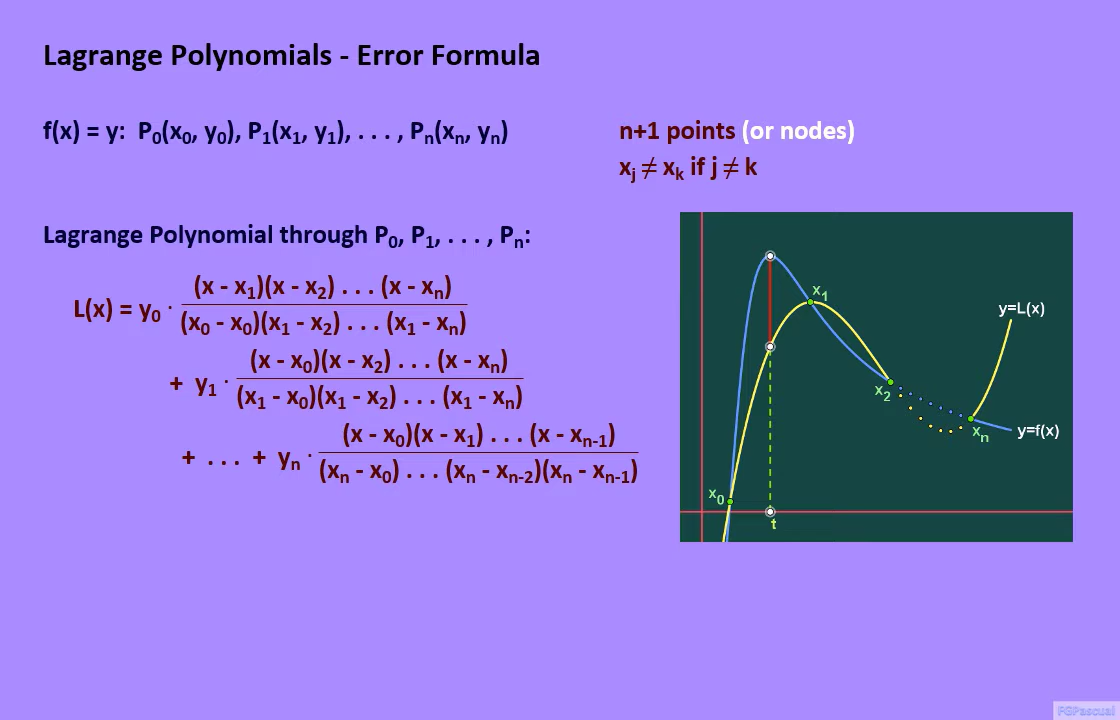 Lagrange Polynomials - Error Formula
f(x) = y: P₀(x₀, y₀), P₁(x₁, y₁), . . . , Pₙ(xₙ, yₙ)
n+1 points (or nodes)
xⱼ ≠ xₖ if j ≠ k
Lagrange Polynomial through P₀, P₁, . . . , Pₙ:
(x - x₁)(x - x₂) . . . (x - xₙ)
L(x) = y₀ ·
(x₀ - x₀)(x₁ - x₂) . . . (x₁ - xₙ)
(x - x₀)(x - x₂) . . . (x - xₙ)
+ y₁ ·
(x₁ - x₀)(x₁ - x₂) . . . (x₁ - xₙ)
(x - x₀)(x - x₁) . . . (x - xₙ₋₁)
+ . . . + yₙ ·
(xₙ - x₀) . . . (xₙ - xₙ₋₂)(xₙ - xₙ₋₁)
x₁
y=L(x)
x₂
xₙ
y=f(x)
x₀
t
FGPascual